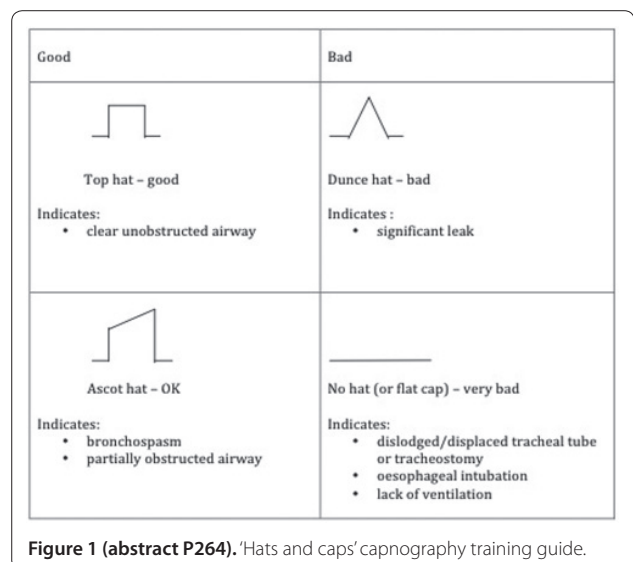 Good
Bad
Top hat – good
Indicates:
• clear unobstructed airway
Dunce hat – bad
Indicates :
• significant leak
Ascot hat – OK
Indicates:
• bronchospasm
• partially obstructed airway
No hat (or flat cap) – very bad
Indicates:
• dislodged/displaced tracheal tube
or tracheostomy
• oesophageal intubation
• lack of ventilation
Figure 1 (abstract P264). ‘Hats and caps’ capnography training guide.